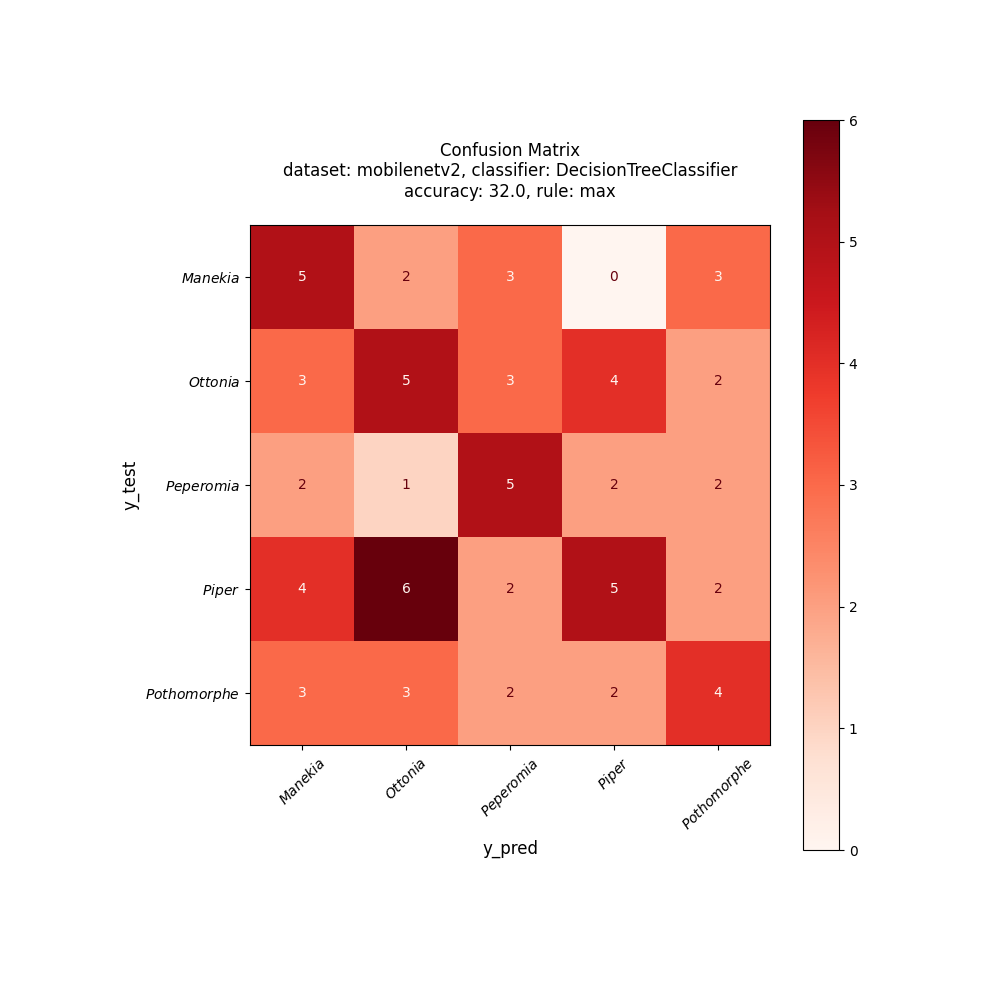 Confusion Matrix
dataset: mobilenetv2, classifier: DecisionTreeClassifier
accuracy: 32.0, rule: max
y_test
Manekia 5 2 3 0 3
Ottonia 3 5 3 4 2
Peperomia 2 1 5 2 2
Piper 4 6 2 5 2
Pothomorphe 3 3 2 2 4
Manekia Ottonia Peperomia Piper Pothomorphe
y_pred
6
5
4
3
2
1
0